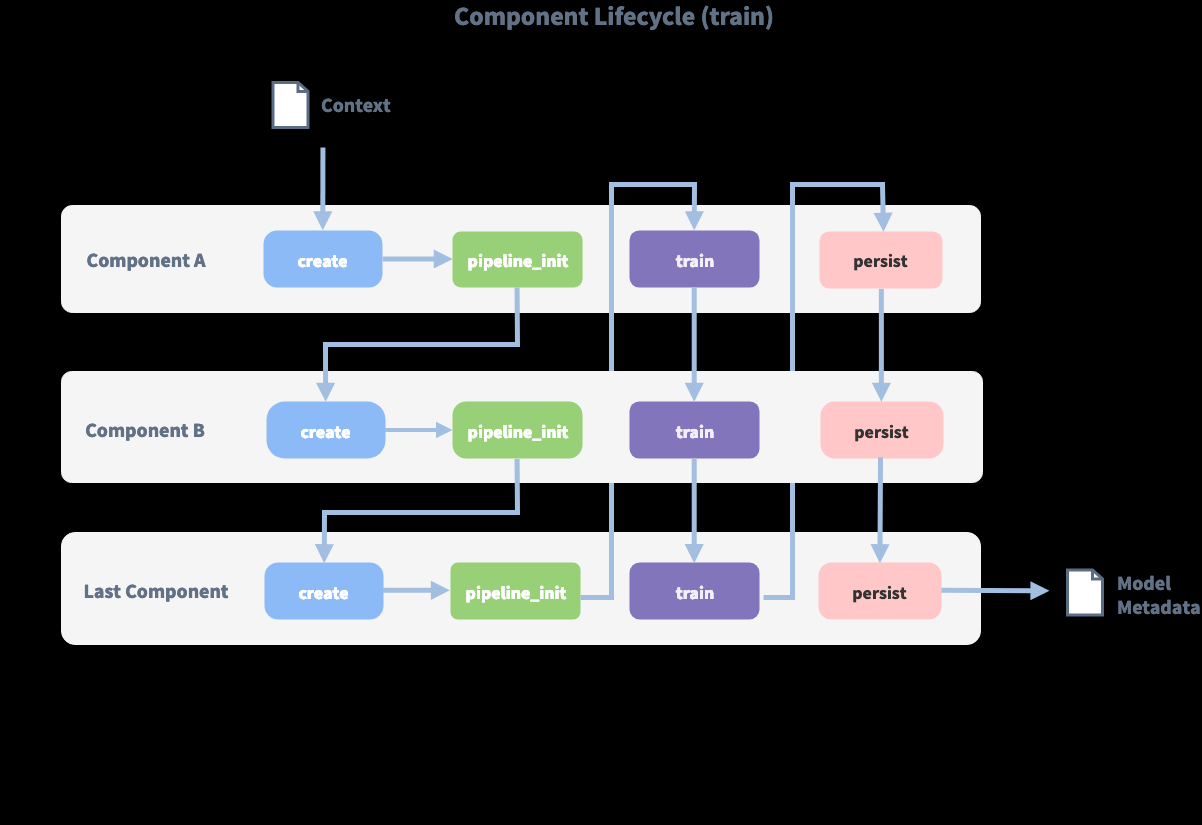 Component Lifecycle (train)
Context
Component A
create
pipeline_init
train
persist
Component B
create
pipeline_init
train
persist
Last Component
create
pipeline_init
train
persist
Model
Metadata